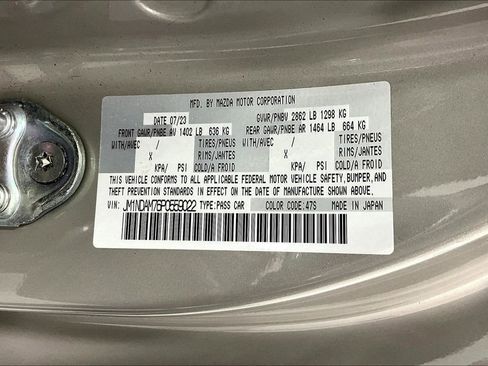 MFD. BY MAZDA MOTOR CORPORATION
DATE 07/23 GVWR/PNBV 2862 LB 1298 KG
FRONT GAWR/PNBE AV 1402 LB 636 KG REAR GAWR/PNBE AR 1464 LB 664 KG
WITH/AVEC / TIRES/PNEUS WITH/AVEC / TIRES/PNEUS
X RIMS/JANTES X RIMS/JANTES
KPA/ PSI COLD/A FROID KPA/ PSI COLD/A FROID
THIS VEHICLE CONFORMS TO ALL APPLICABLE FEDERAL MOTOR VEHICLE SAFETY, BUMPER,
AND THEFT PREVENTION STANDARDS IN EFFECT ON THE DATE OF MANUFACTURE SHOWN ABOVE.
VIN: JM1NDAM76P0559022 TYPE: PASS CAR COLOR CODE: 47S MADE IN JAPAN